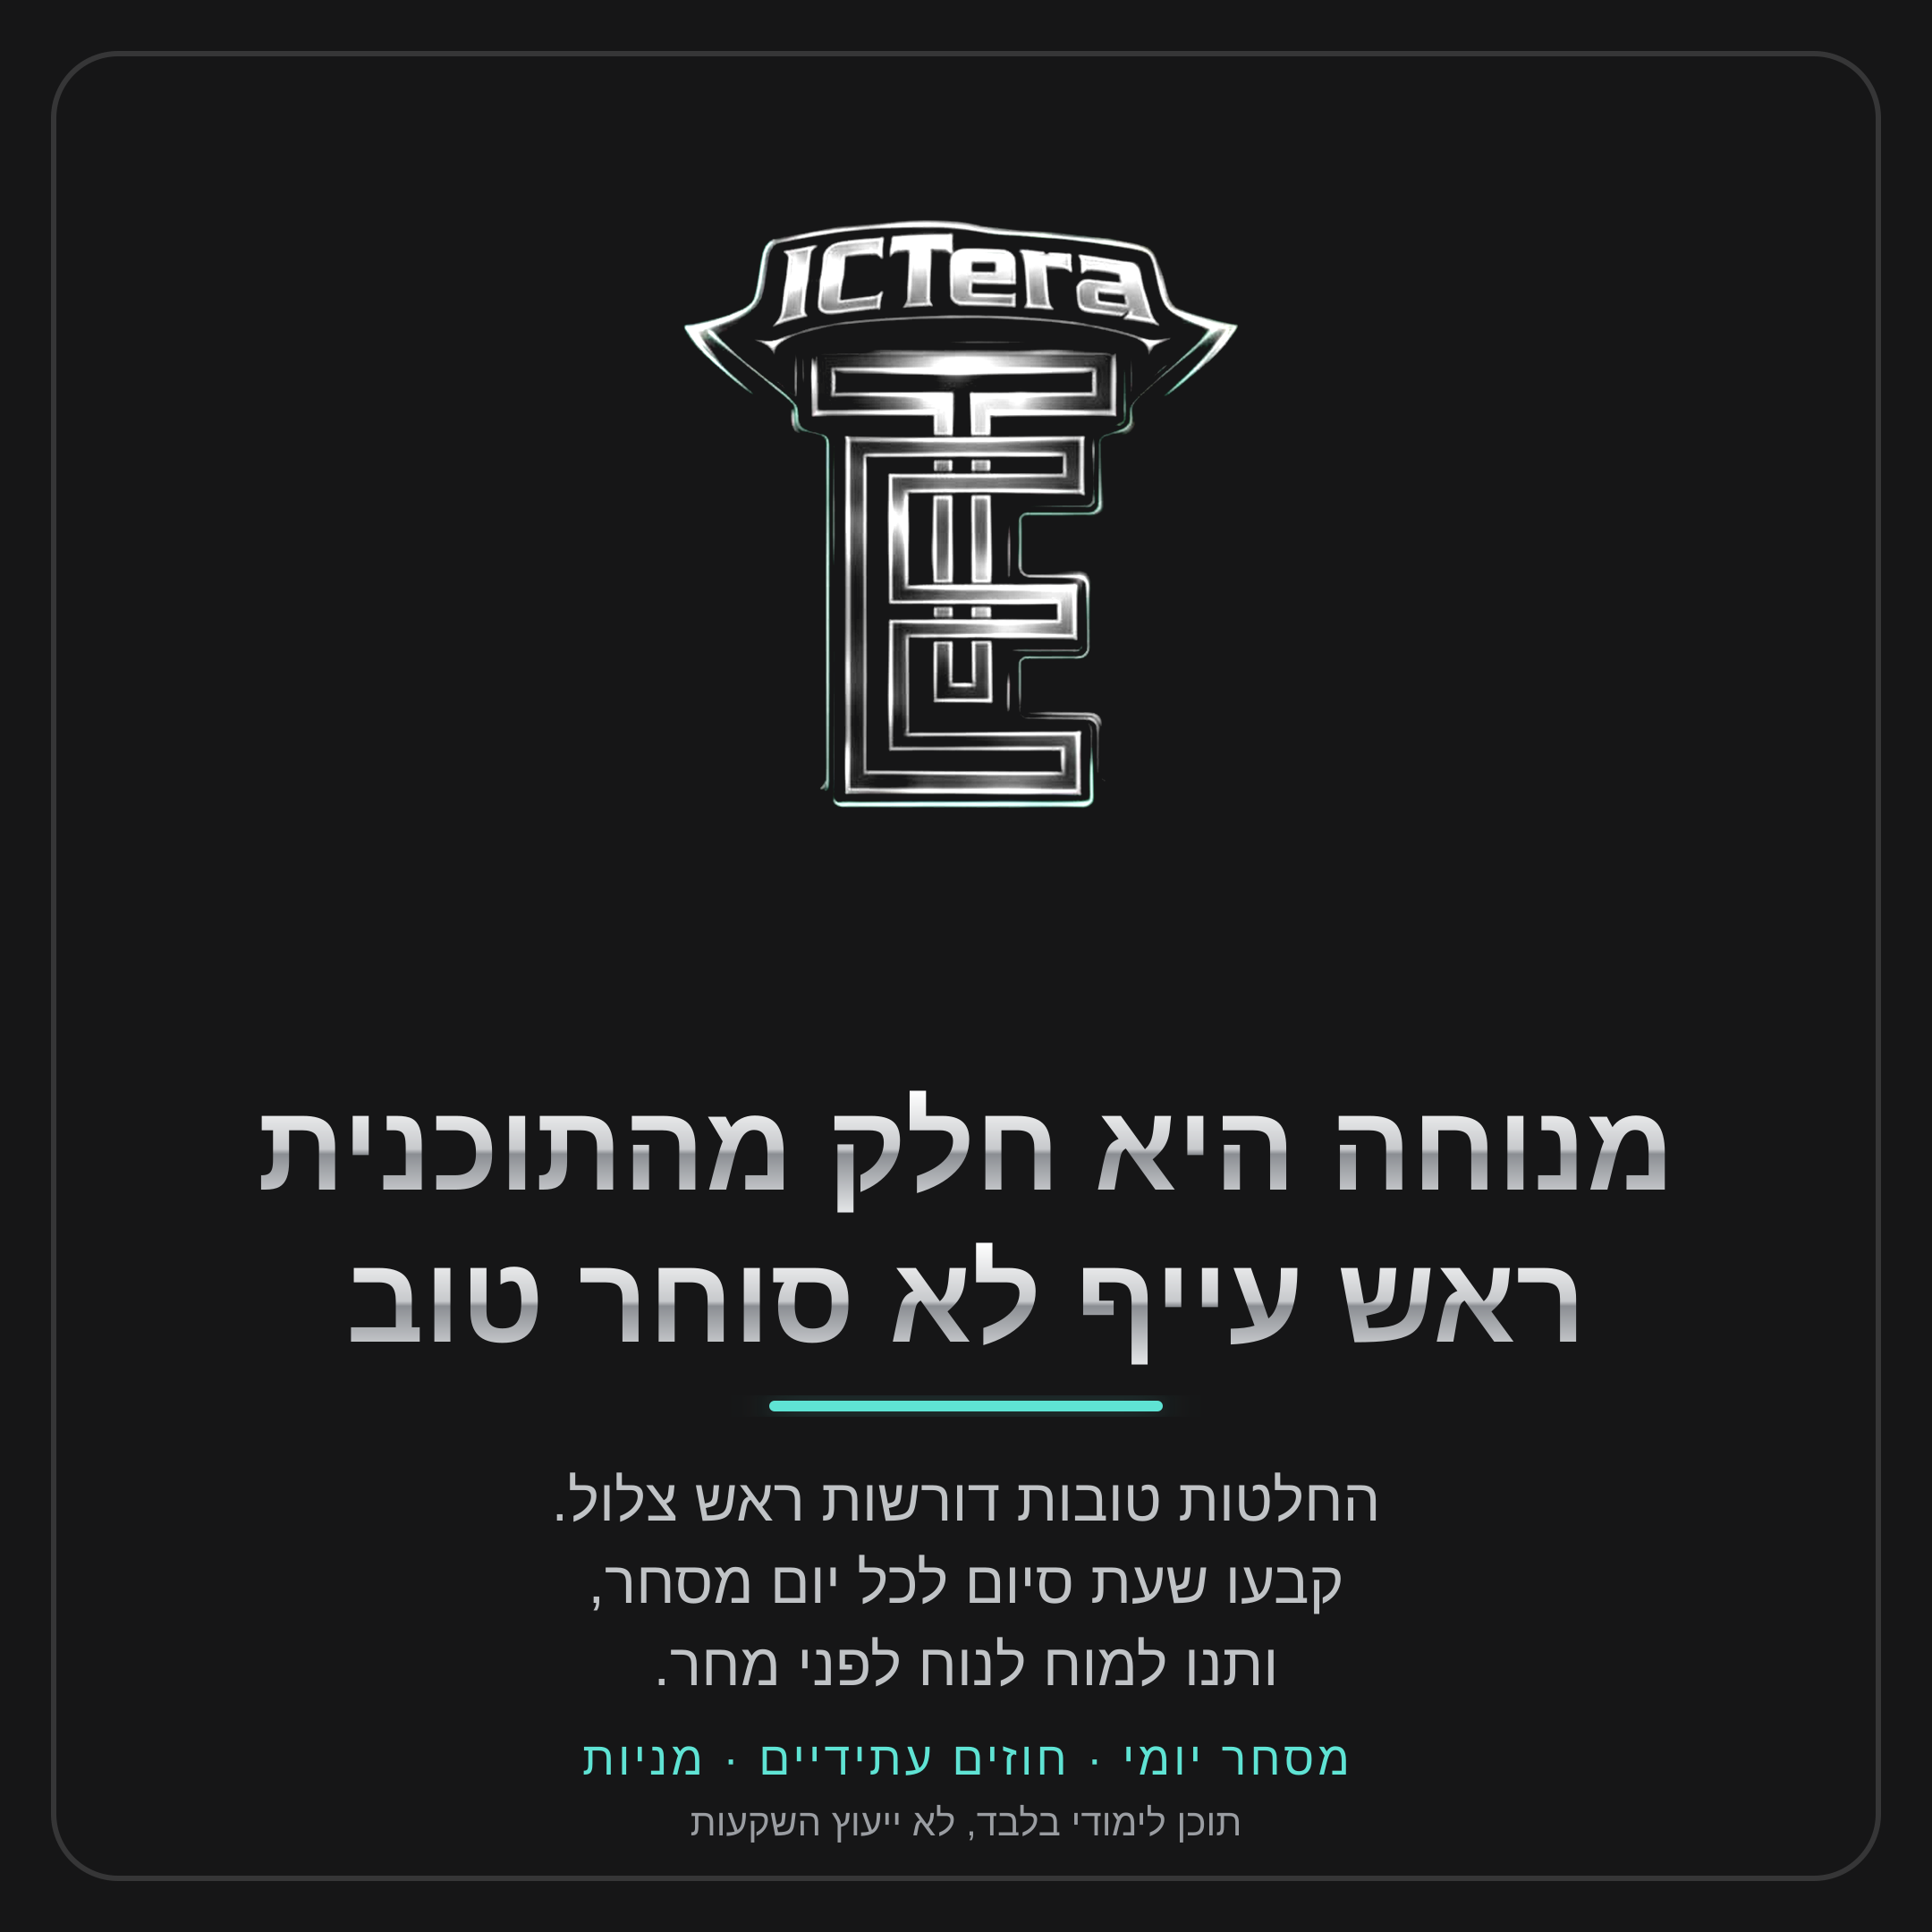 ICTera
TE
מנוחה היא חלק מהתוכנית
ראש עייף לא סוחר טוב
החלטות טובות דורשות ראש צלול.
קבעו שעת סיום לכל יום מסחר,
ותנו למוח לנוח לפני מחר.
מסחר יומי · חוזים עתידיים · מניות
תוכן לימודי בלבד, לא ייעוץ השקעות